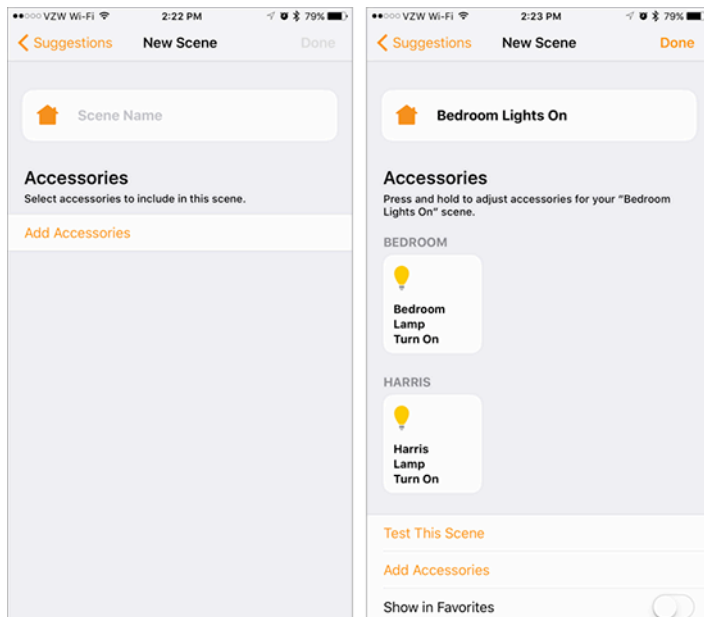 VZW Wi-Fi 2:22 PM 79%
Suggestions New Scene Done
Scene Name
Accessories
Select accessories to include in this scene.
Add Accessories
VZW Wi-Fi 2:23 PM 79%
Suggestions New Scene Done
Bedroom Lights On
Accessories
Press and hold to adjust accessories for your "Bedroom
Lights On" scene.
BEDROOM
Bedroom
Lamp
Turn On
HARRIS
Harris
Lamp
Turn On
Test This Scene
Add Accessories
Show in Favorites